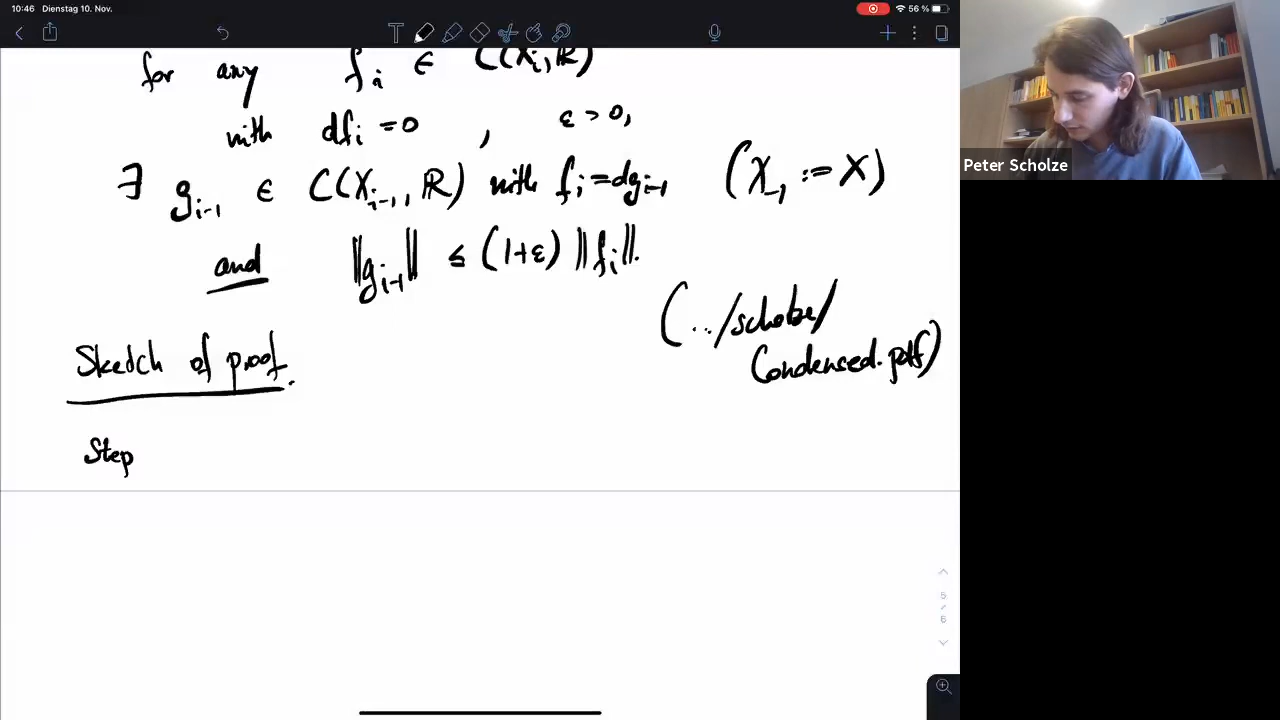 10:46 Dienstag 10. Nov.
56 %
for any f_i ∈ C(X_i, ℝ)
with df_i = 0 , ε > 0,
∃ g_{i-1} ∈ C(X_{i-1}, ℝ) with f_i = dg_{i-1} (X_{-1} := X)
and ||g_{i-1}|| ≤ (1+ε) ||f_i||.
(../scholze/
Condensed.pdf)
Sketch of proof.
Step
5
/
6
Peter Scholze